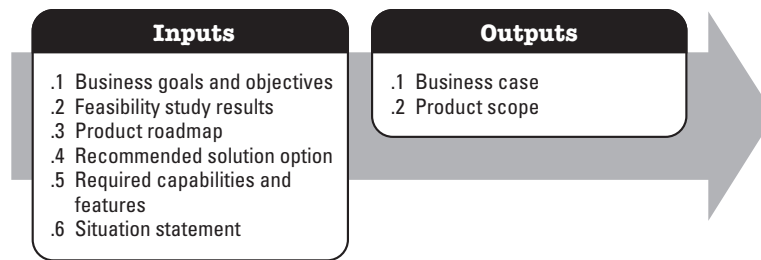 Inputs
.1 Business goals and objectives
.2 Feasibility study results
.3 Product roadmap
.4 Recommended solution option
.5 Required capabilities and
features
.6 Situation statement
Outputs
.1 Business case
.2 Product scope